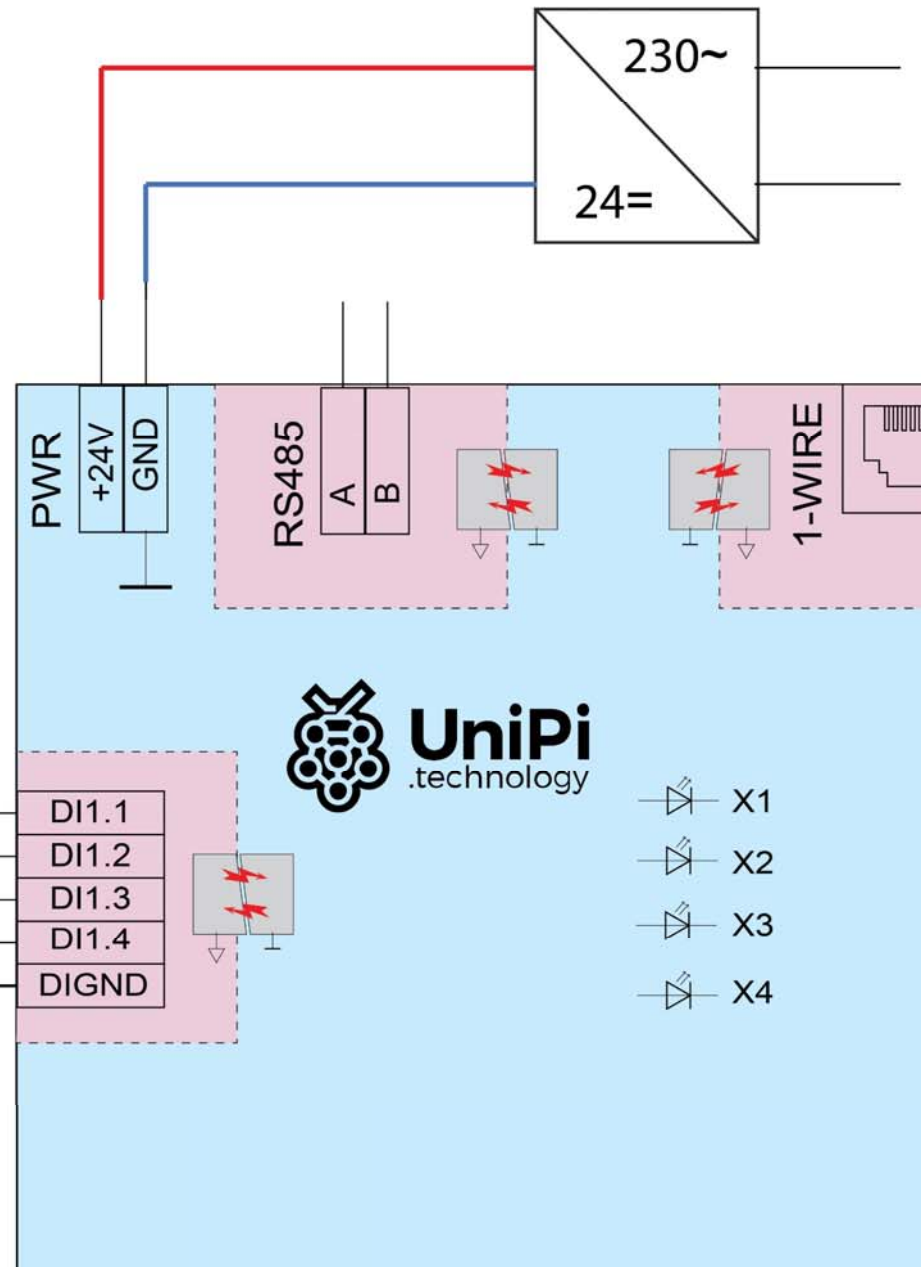 230~
24=
PWR
+24V
GND
RS485
A
B
1-WIRE
UniPi
.technology
DI1.1
DI1.2
DI1.3
DI1.4
DIGND
X1
X2
X3
X4